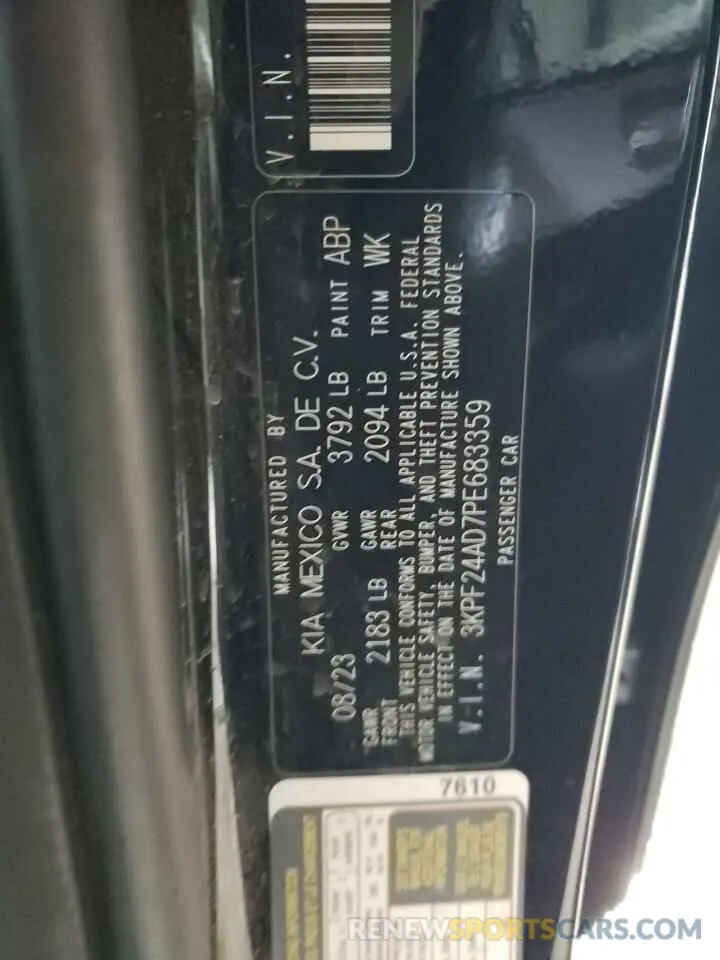 V.I.N.
MANUFACTURED BY
KIA MEXICO S.A. DE C.V.
08/23 GVWR 3792 LB PAINT ABP
GAWR FRONT 2183 LB GAWR REAR 2094 LB TRIM WK
THIS VEHICLE CONFORMS TO ALL APPLICABLE U.S.A. FEDERAL
MOTOR VEHICLE SAFETY, BUMPER, AND THEFT PREVENTION STANDARDS
IN EFFECT ON THE DATE OF MANUFACTURE SHOWN ABOVE.
V.I.N. 3KPF24AD7PE683359
PASSENGER CAR
7610
RENEWSPORTSCARS.COM